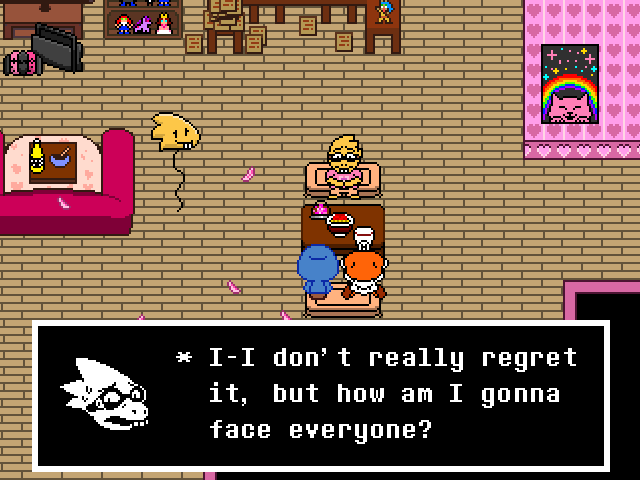 * I-I don't really regret
it, but how am I gonna
face everyone?